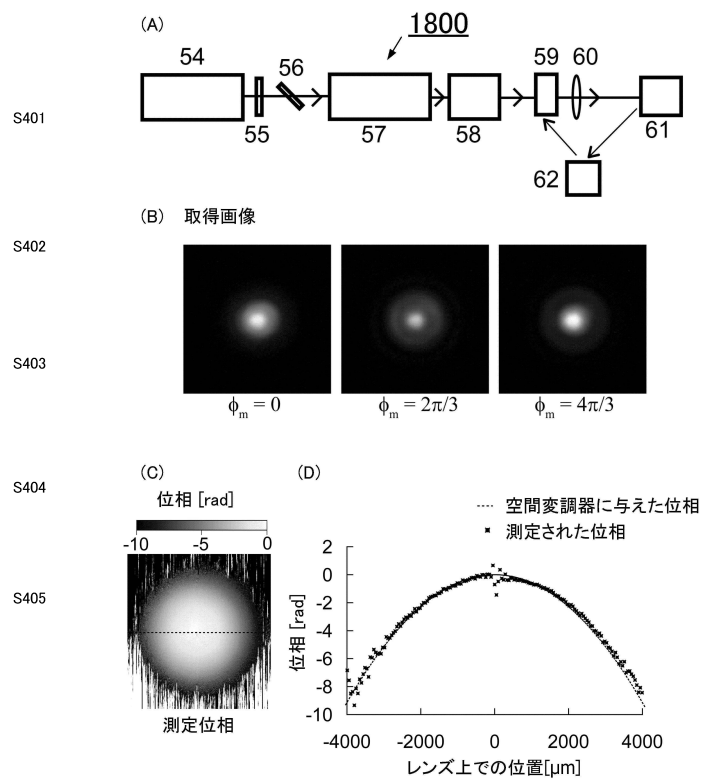 (A)
1800
54
55
56
57
58
59
60
61
62
S401
(B) 取得画像
S402
S403
ϕm = 0
ϕm = 2π/3
ϕm = 4π/3
S404
(C)
位相 [rad]
-10
-5
0
S405
測定位相
(D)
空間変調器に与えた位相
測定された位相
位相 [rad]
2
0
-2
-4
-6
-8
-10
-4000
-2000
0
2000
4000
レンズ上での位置[μm]